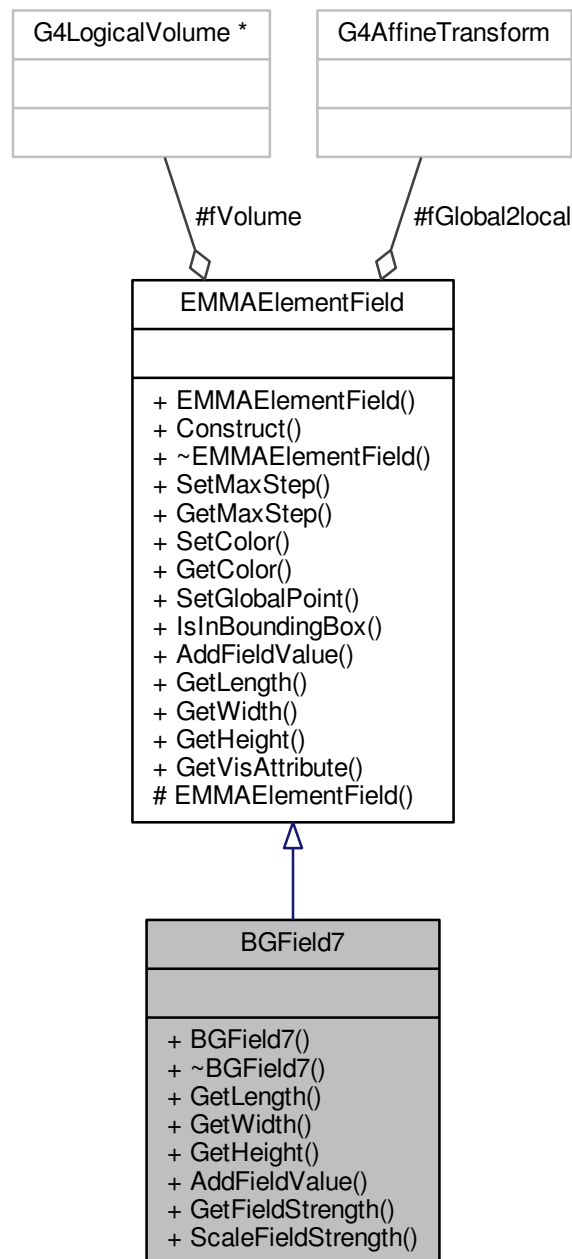 G4LogicalVolume *
G4AffineTransform
#fVolume
#fGlobal2local
EMMAElementField
+ EMMAElementField()
+ Construct()
+ ~EMMAElementField()
+ SetMaxStep()
+ GetMaxStep()
+ SetColor()
+ GetColor()
+ SetGlobalPoint()
+ IsInBoundingBox()
+ AddFieldValue()
+ GetLength()
+ GetWidth()
+ GetHeight()
+ GetVisAttribute()
# EMMAElementField()
BGField7
+ BGField7()
+ ~BGField7()
+ GetLength()
+ GetWidth()
+ GetHeight()
+ AddFieldValue()
+ GetFieldStrength()
+ ScaleFieldStrength()